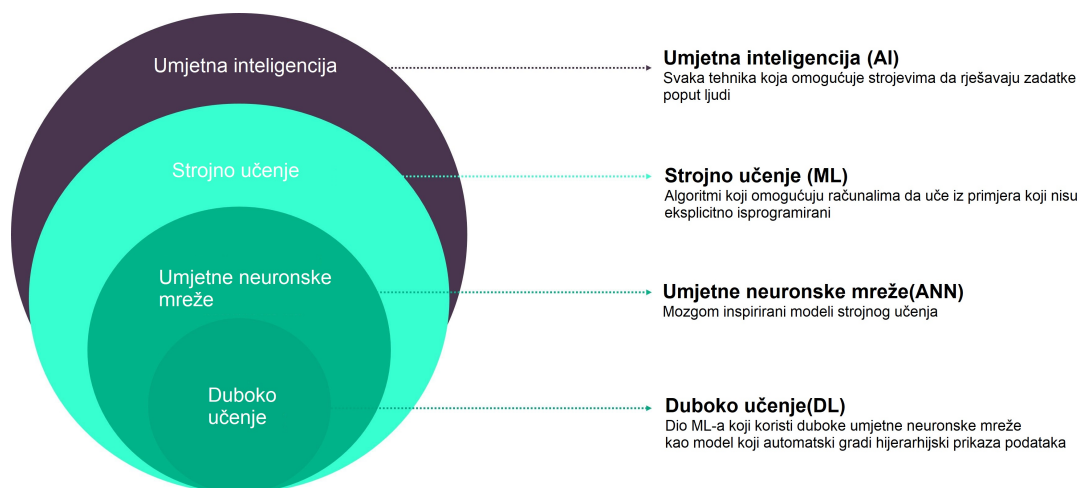 Umjetna inteligencija
Strojno učenje
Umjetne neuronske
mreže
Duboko
učenje
Umjetna inteligencija (AI)
Svaka tehnika koja omogućuje strojevima da rješavaju zadatke
poput ljudi
Strojno učenje (ML)
Algoritmi koji omogućuju računalima da uče iz primjera koji nisu
eksplicitno isprogramirani
Umjetne neuronske mreže(ANN)
Mozgom inspirirani modeli strojnog učenja
Duboko učenje(DL)
Dio ML-a koji koristi duboke umjetne neuronske mreže
kao model koji automatski gradi hijerarhijski prikaza podataka